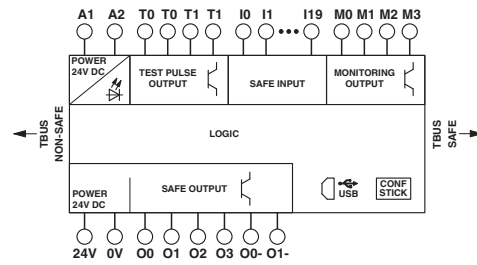 A1 A2 T0 T0 T1 T1 I0 I1 ••• I19 M0 M1 M2 M3
POWER
24V DC
TEST PULSE
OUTPUT
SAFE INPUT
MONITORING
OUTPUT
TBUS
NON-SAFE
LOGIC
TBUS
SAFE
POWER
24V DC
SAFE OUTPUT
USB
CONF
STICK
24V 0V O0 O1 O2 O3 O0- O1-